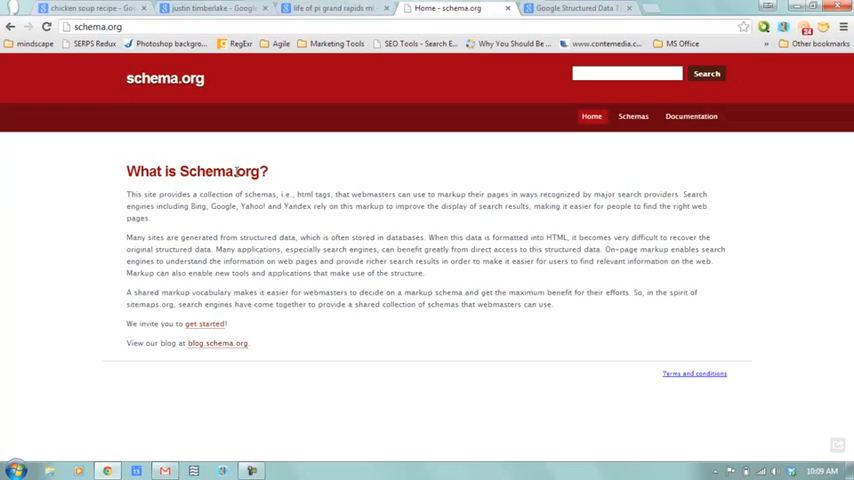 chicken soup recipe - Goo
justin timberlake - Google
life of pi grand rapids mi
Home - schema.org
Google Structured Data T
schema.org
mindscape
SERPS Redux
Photoshop backgroup...
RegExr
Agile
Marketing Tools
SEO Tools - Search E...
Why You Should Be ...
www.contemedia.c...
MS Office
Other bookmarks
24
schema.org
Search
Home
Schemas
Documentation
What is Schema.org?
This site provides a collection of schemas, i.e., html tags, that webmasters can use to markup their pages in ways recognized by major search providers. Search
engines including Bing, Google, Yahoo! and Yandex rely on this markup to improve the display of search results, making it easier for people to find the right web
pages.
Many sites are generated from structured data, which is often stored in databases. When this data is formatted into HTML, it becomes very difficult to recover the
original structured data. Many applications, especially search engines, can benefit greatly from direct access to this structured data. On-page markup enables search
engines to understand the information on web pages and provide richer search results in order to make it easier for users to find relevant information on the web.
Markup can also enable new tools and applications that make use of the structure.
A shared markup vocabulary makes it easier for webmasters to decide on a markup schema and get the maximum benefit for their efforts. So, in the spirit of
sitemaps.org, search engines have come together to provide a shared collection of schemas that webmasters can use.
We invite you to get started!
View our blog at blog.schema.org.
Terms and conditions
10:09 AM